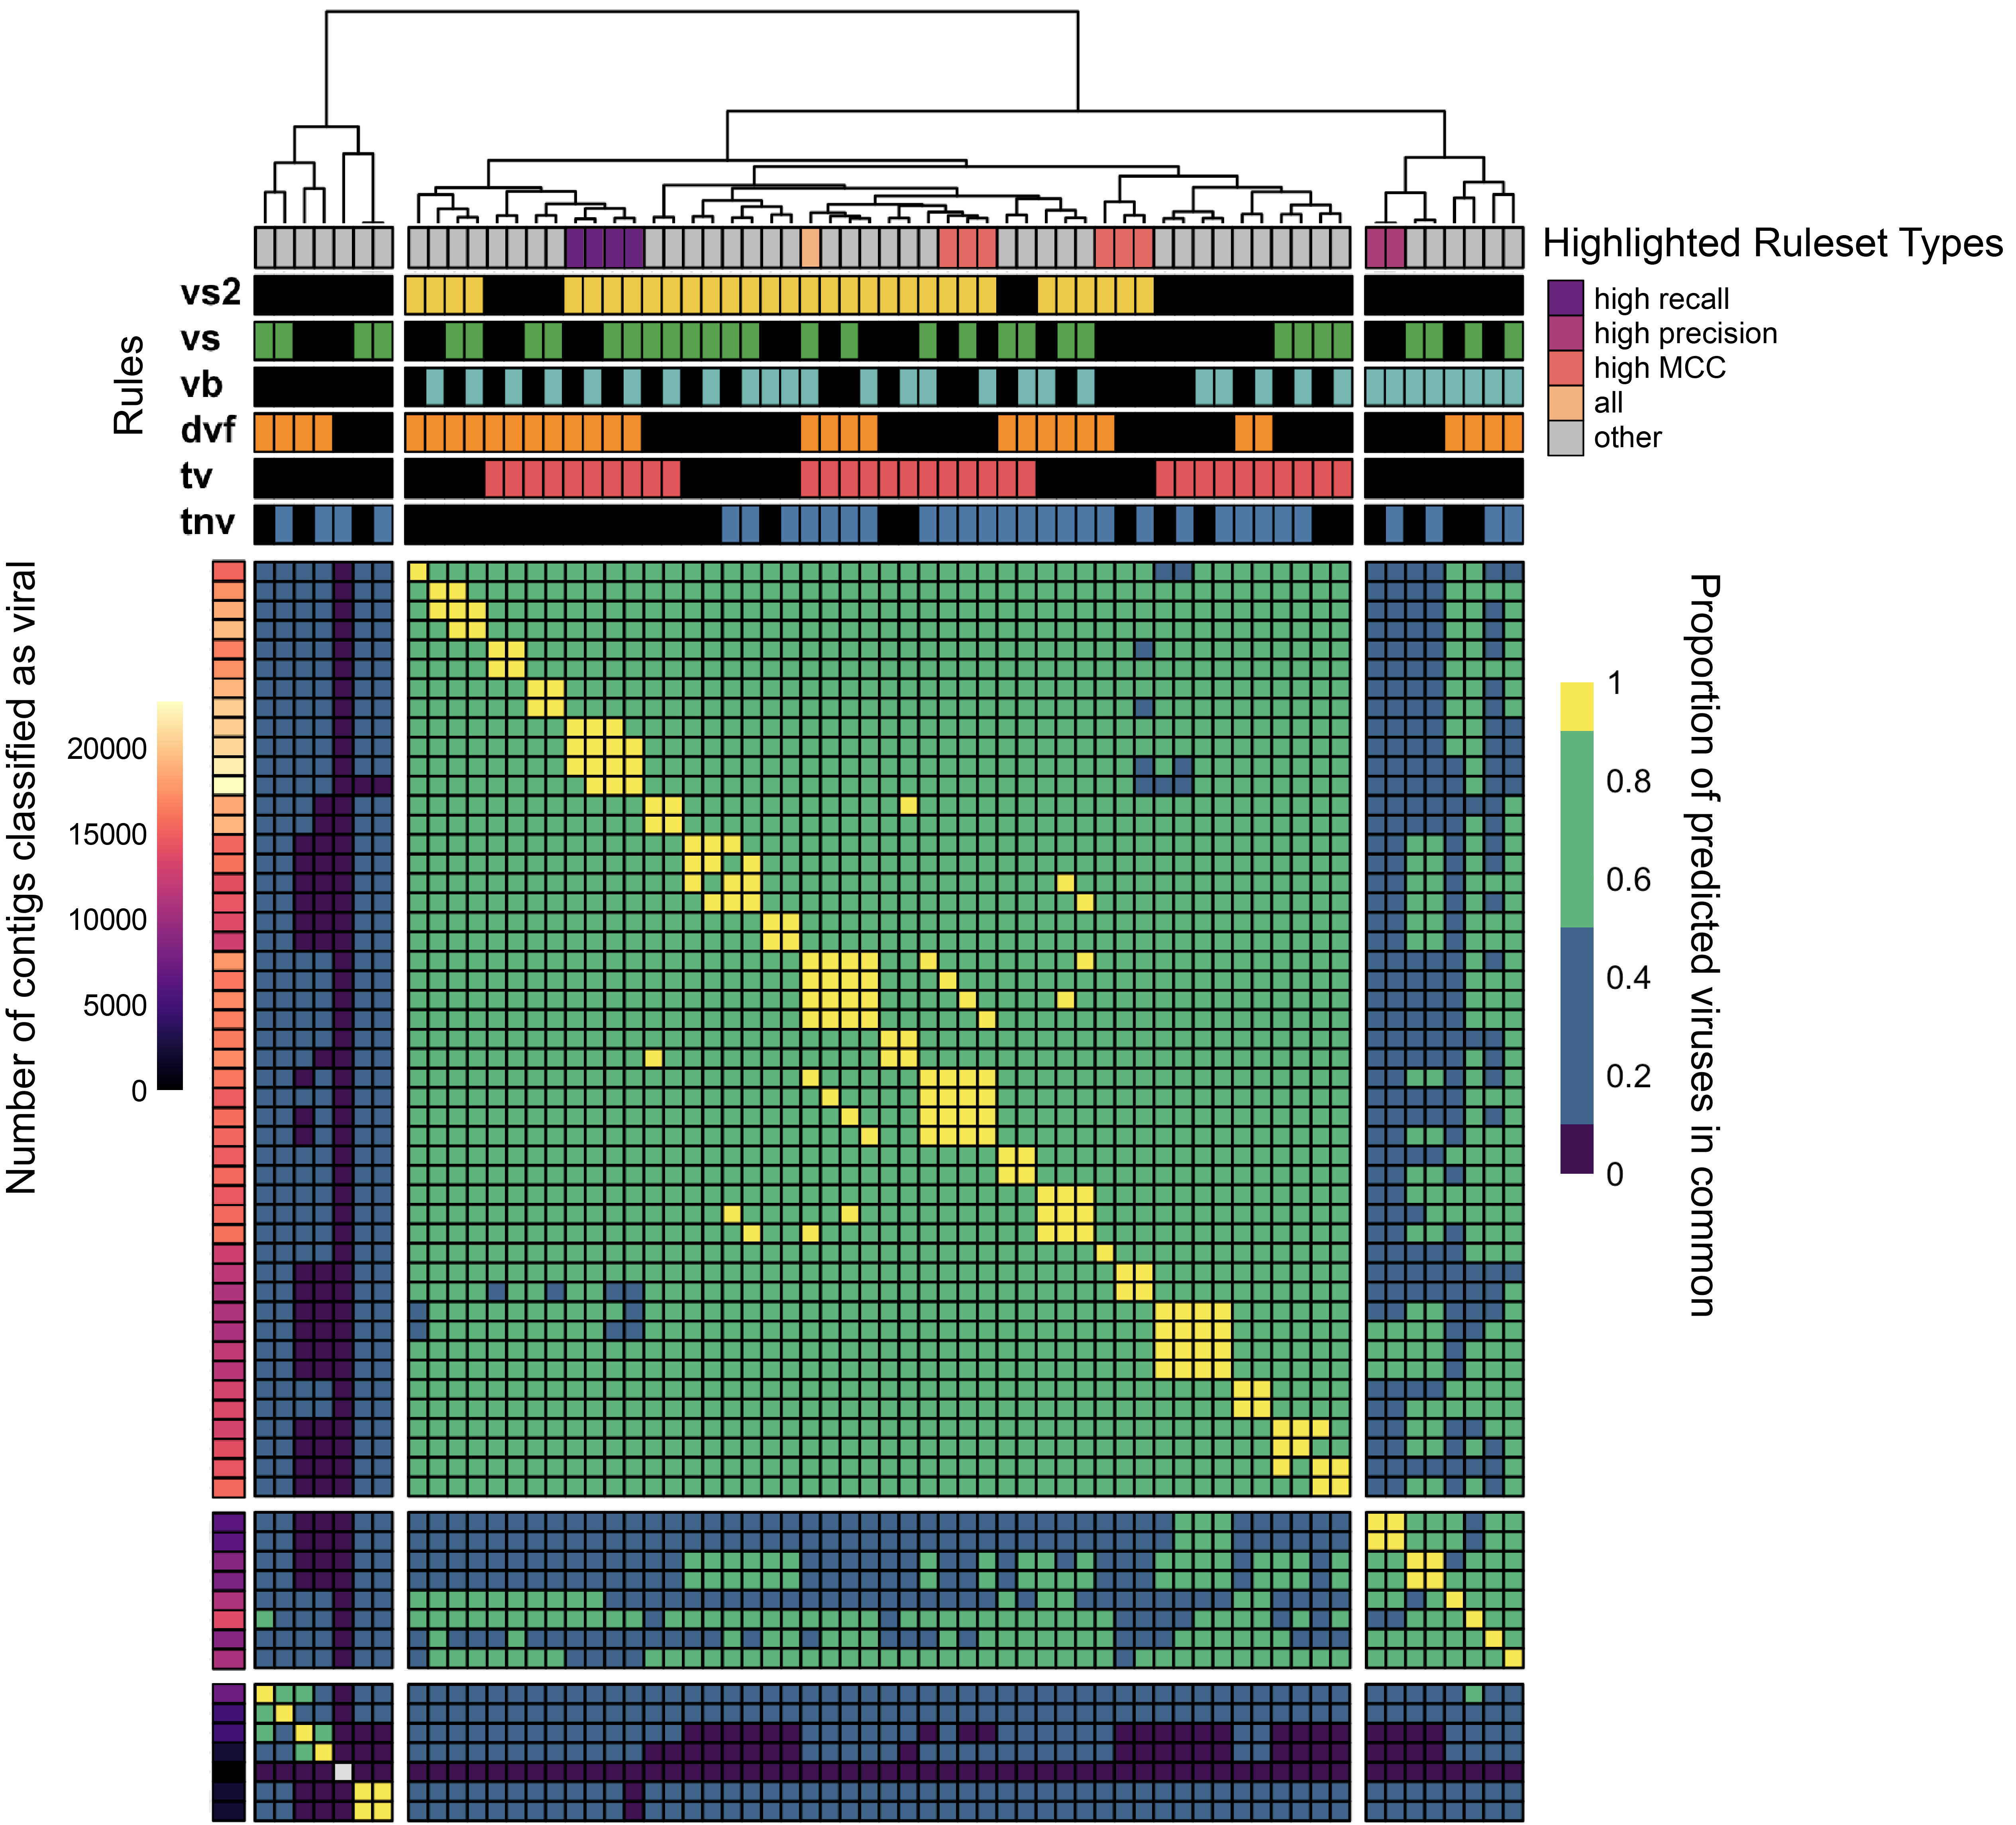 Highlighted Ruleset Types
high recall
high precision
high MCC
all
other
Rules
vs2
vs
vb
dvf
tv
tnv
Number of contigs classified as viral
20000
15000
10000
5000
0
Proportion of predicted viruses in common
1
0.8
0.6
0.4
0.2
0